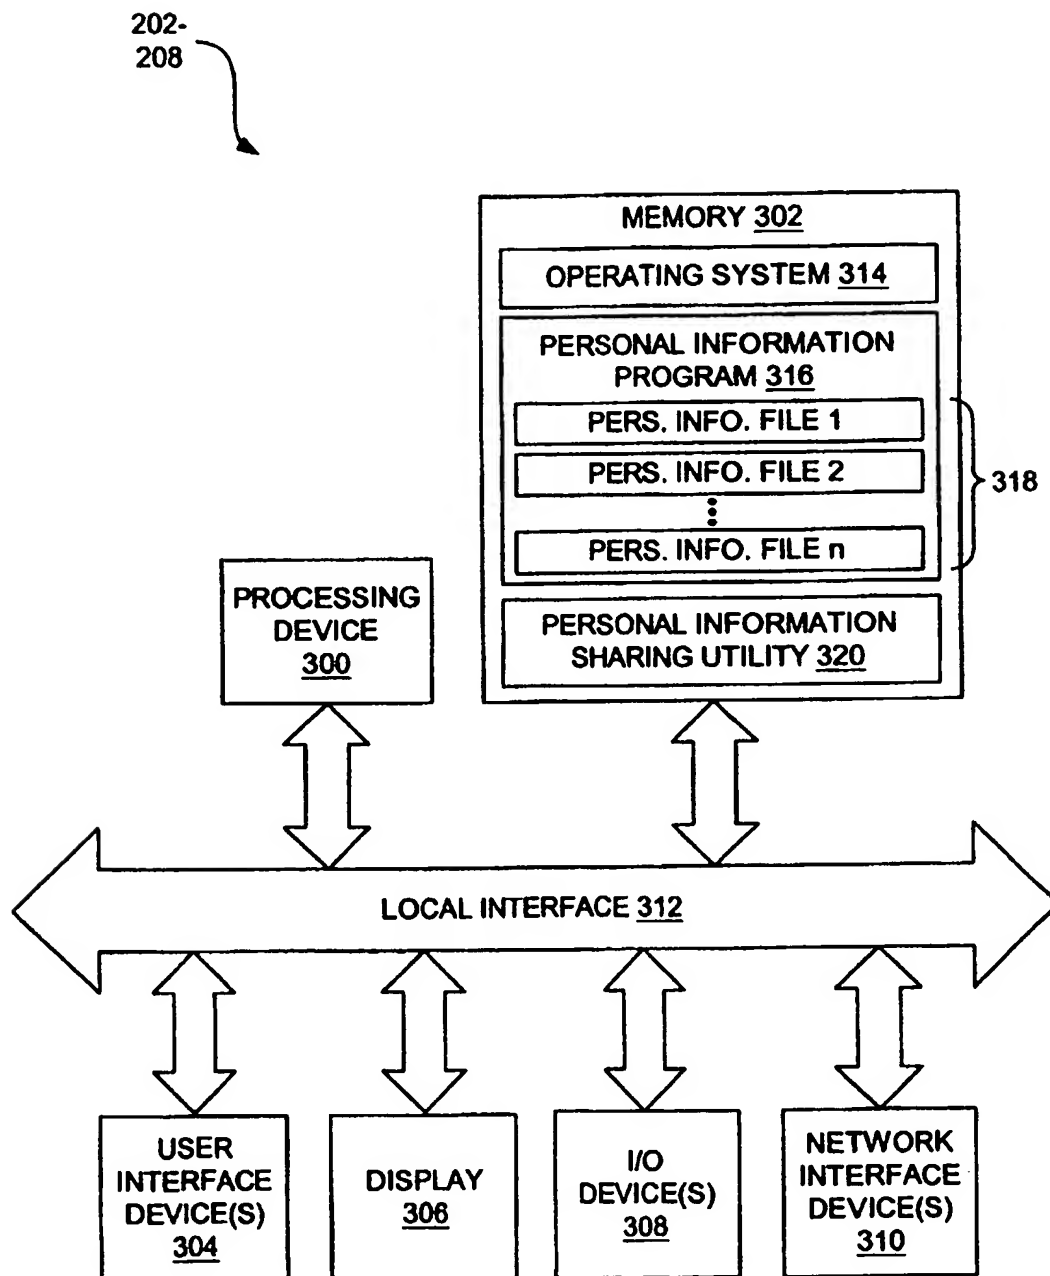 202-
208
MEMORY 302
OPERATING SYSTEM 314
PERSONAL INFORMATION
PROGRAM 316
PERS. INFO. FILE 1
PERS. INFO. FILE 2
PERS. INFO. FILE n
318
PERSONAL INFORMATION
SHARING UTILITY 320
PROCESSING
DEVICE
300
LOCAL INTERFACE 312
USER
INTERFACE
DEVICE(S)
304
DISPLAY
306
I/O
DEVICE(S)
308
NETWORK
INTERFACE
DEVICE(S)
310